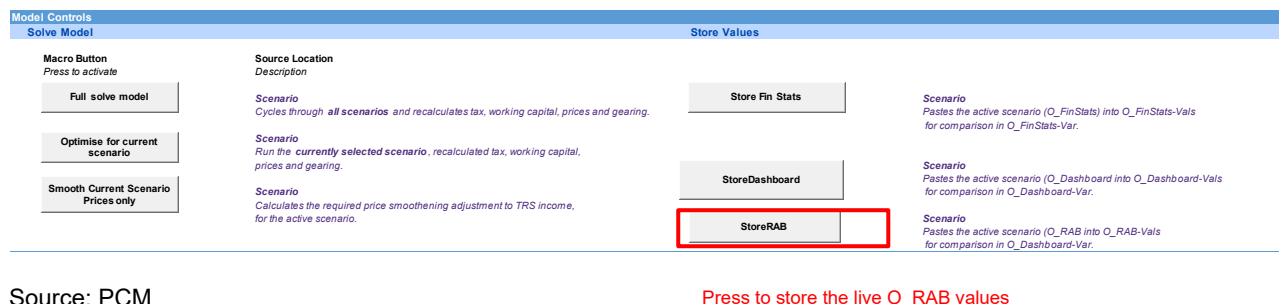 Model Controls
Solve Model
Store Values
Macro Button
Press to activate
Source Location
Description
Full solve model
Scenario
Cycles through all scenarios and recalculates tax, working capital, prices and gearing.
Store Fin Stats
Scenario
Pastes the active scenario (O_FinStats) into O_FinStats-Vals
for comparison in O_FinStats-Var.
Optimise for current
scenario
Scenario
Run the currently selected scenario, recalculated tax, working capital,
prices and gearing.
StoreDashboard
Scenario
Pastes the active scenario (O_Dashboard into O_Dashboard-Vals
for comparison in O_Dashboard-Var.
Smooth Current Scenario
Prices only
Scenario
Calculates the required price smoothening adjustment to TRS income,
for the active scenario.
StoreRAB
Scenario
Pastes the active scenario (O_RAB into O_RAB-Vals
for comparison in O_Dashboard-Var.
Source: PCM
Press to store the live O_RAB values